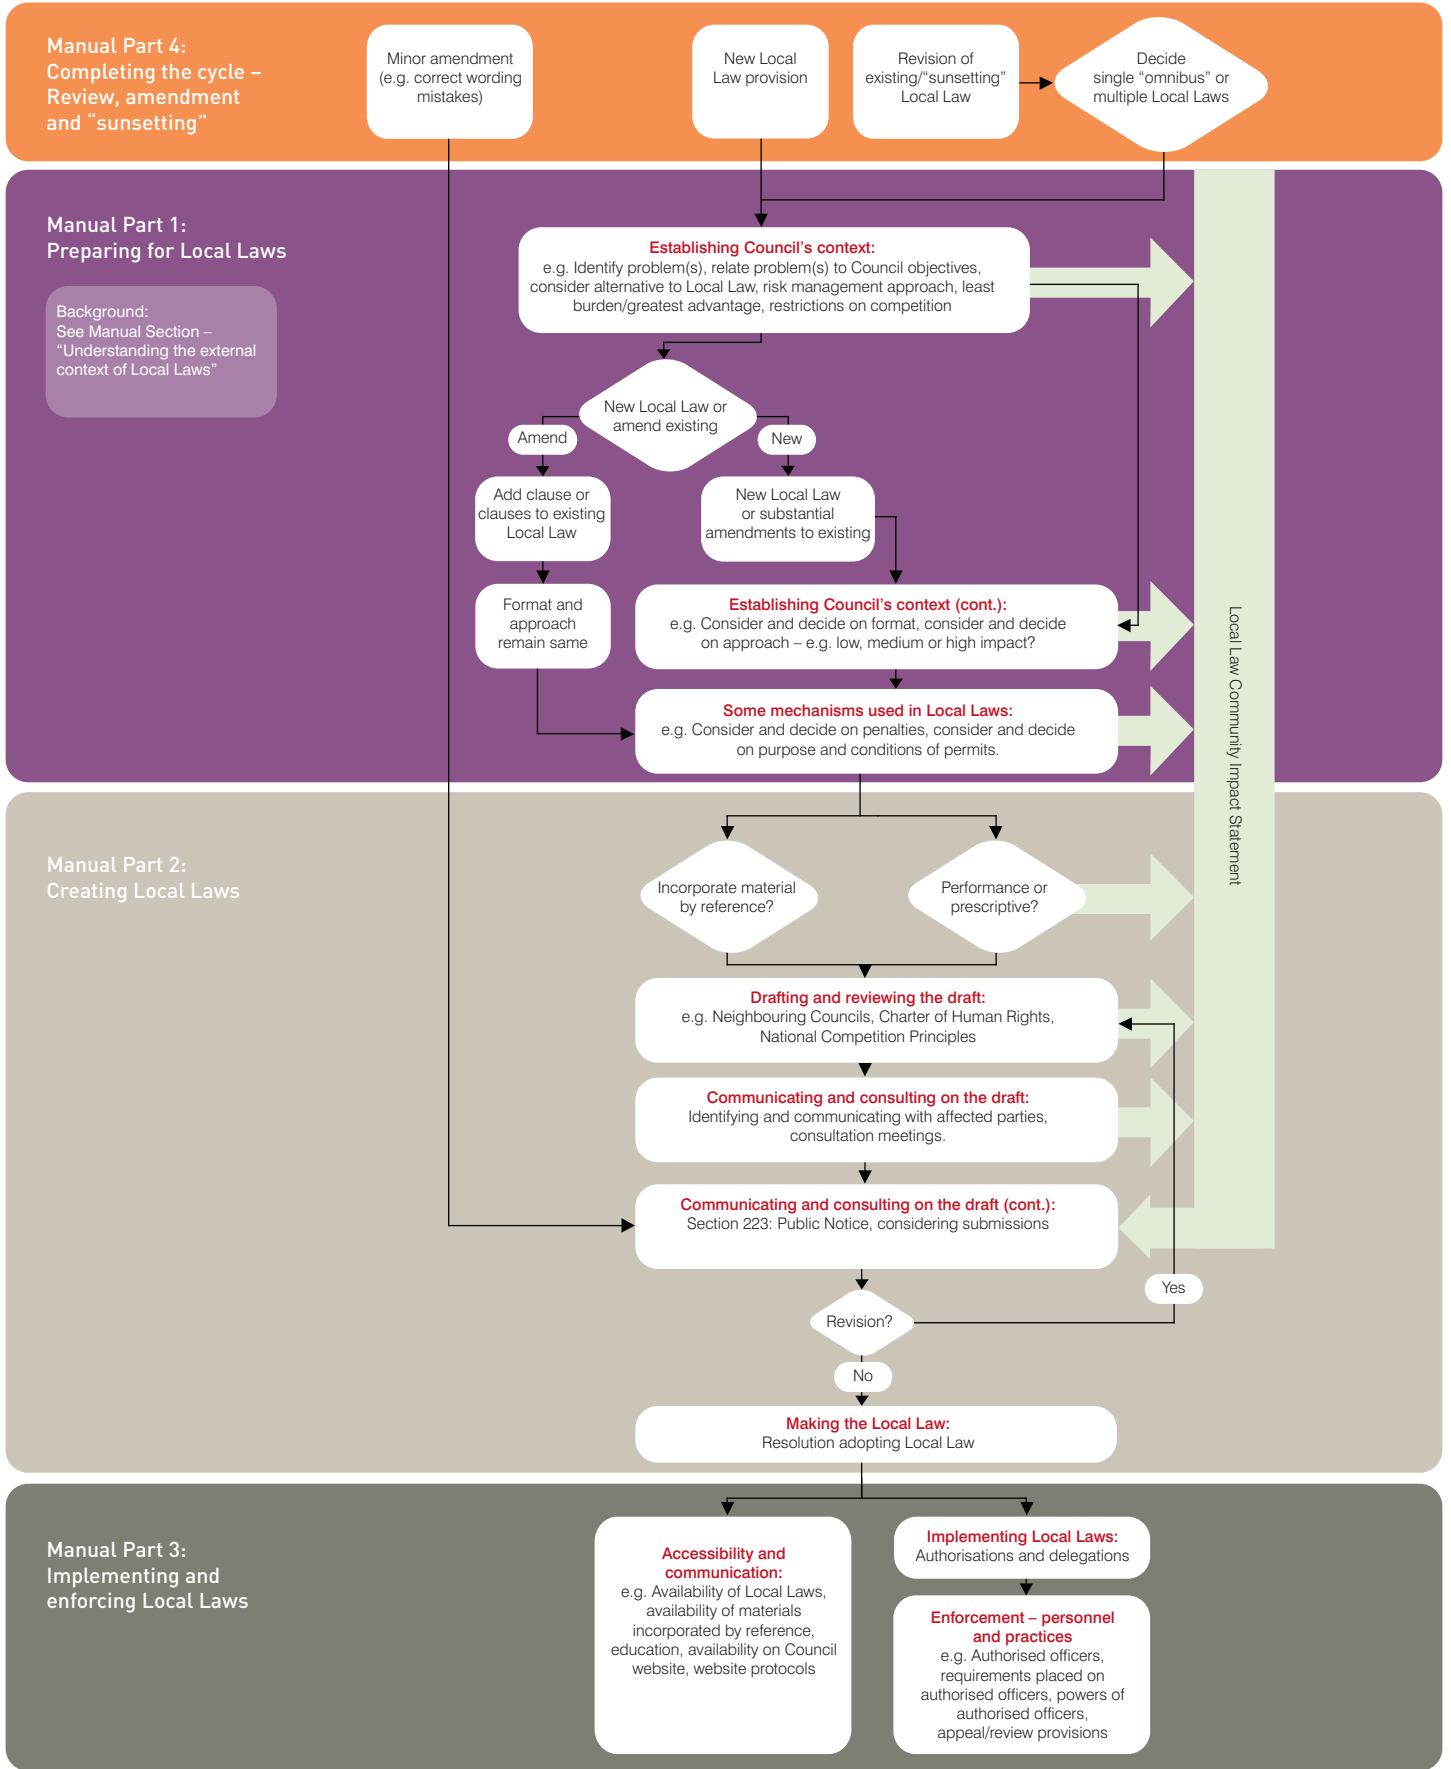 Manual Part 4:
Completing the cycle –
Review, amendment
and “sunsetting”
Minor amendment
(e.g. correct wording
mistakes)
New Local
Law provision
Revision of
existing/“sunsetting”
Local Law
Decide
single “omnibus” or
multiple Local Laws
Manual Part 1:
Preparing for Local Laws
Background:
See Manual Section –
“Understanding the external
context of Local Laws”
Establishing Council’s context:
e.g. Identify problem(s), relate problem(s) to Council objectives,
consider alternative to Local Law, risk management approach, least
burden/greatest advantage, restrictions on competition
New Local Law or
amend existing
Amend
New
Add clause or
clauses to existing
Local Law
New Local Law
or substantial
amendments to existing
Format and
approach
remain same
Establishing Council’s context (cont.):
e.g. Consider and decide on format, consider and decide
on approach – e.g. low, medium or high impact?
Some mechanisms used in Local Laws:
e.g. Consider and decide on penalties, consider and decide
on purpose and conditions of permits.
Local Law Community Impact Statement
Manual Part 2:
Creating Local Laws
Incorporate material
by reference?
Performance or
prescriptive?
Drafting and reviewing the draft:
e.g. Neighbouring Councils, Charter of Human Rights,
National Competition Principles
Communicating and consulting on the draft:
Identifying and communicating with affected parties,
consultation meetings.
Communicating and consulting on the draft (cont.):
Section 223: Public Notice, considering submissions
Yes
Revision?
No
Making the Local Law:
Resolution adopting Local Law
Manual Part 3:
Implementing and
enforcing Local Laws
Accessibility and
communication:
e.g. Availability of Local Laws,
availability of materials
incorporated by reference,
education, availability on Council
website, website protocols
Implementing Local Laws:
Authorisations and delegations
Enforcement – personnel
and practices
e.g. Authorised officers,
requirements placed on
authorised officers, powers of
authorised officers,
appeal/review provisions